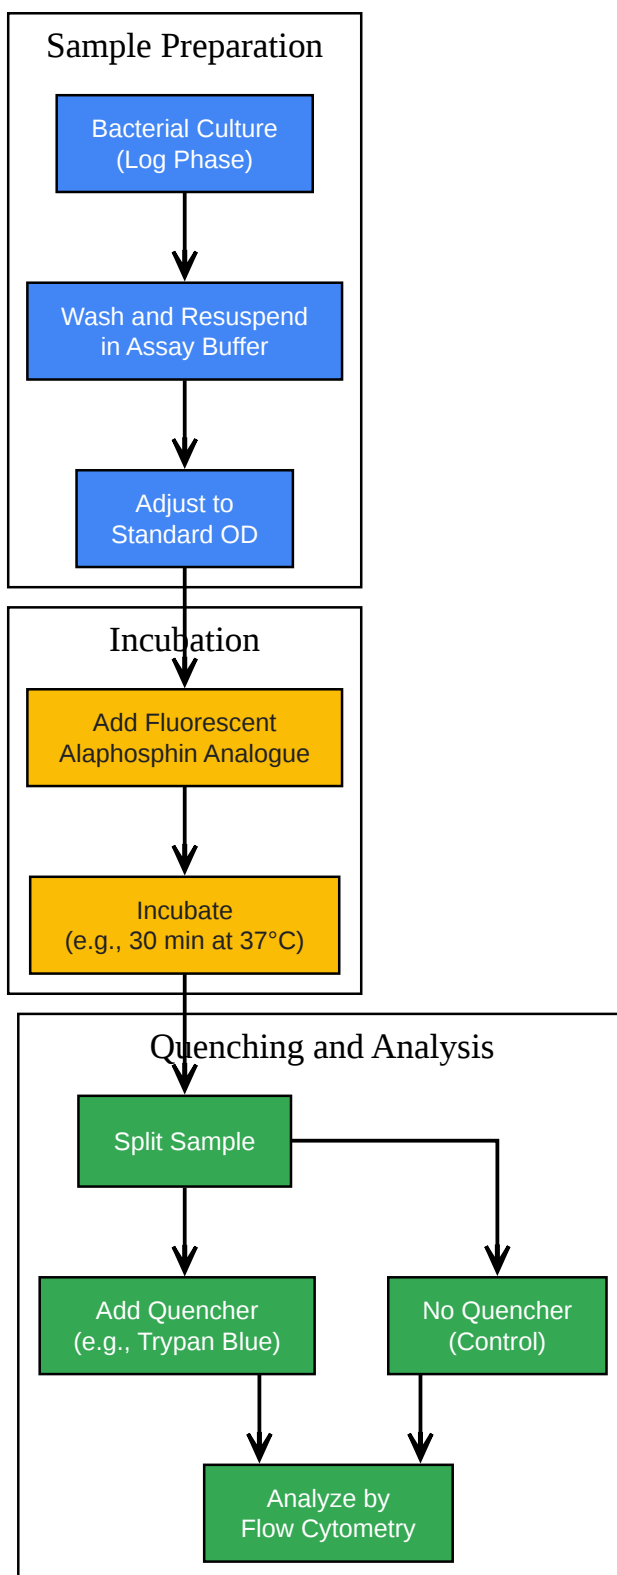 Sample Preparation
Bacterial Culture
(Log Phase)
Wash and Resuspend
in Assay Buffer
Adjust to
Standard OD
Incubation
Add Fluorescent
Alaphosphin Analogue
Incubate
(e.g., 30 min at 37°C)
Quenching and Analysis
Split Sample
Add Quencher
(e.g., Trypan Blue)
No Quencher
(Control)
Analyze by
Flow Cytometry